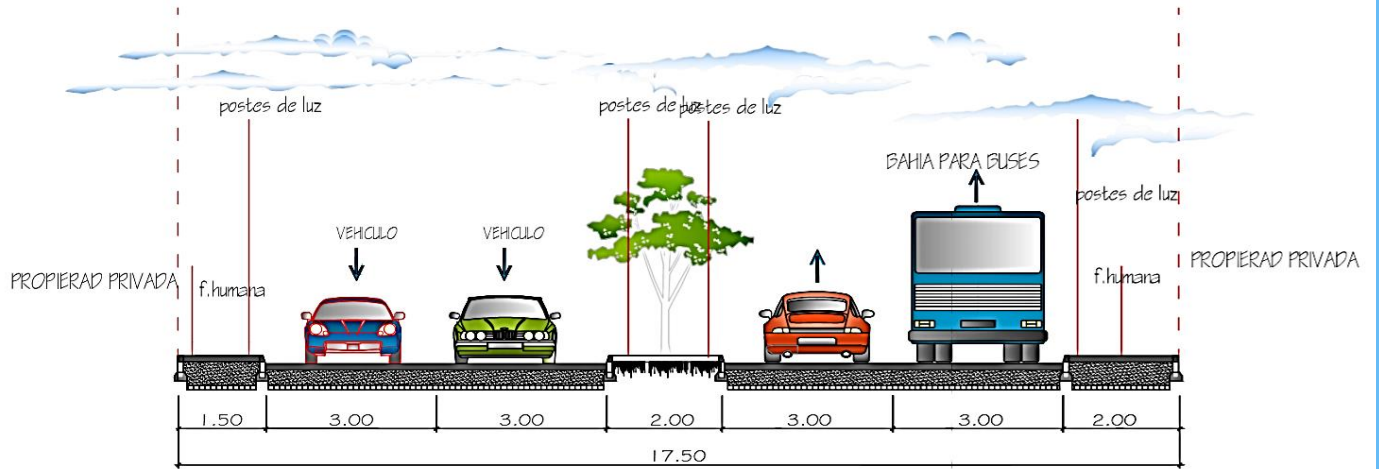 postes de luz
postes de luz
postes de luz
BAHIA PARA BUSES
postes de luz
VEHICULO
VEHICULO
PROPIERAD PRIVADA
f.humana
f.humana
PROPIERAD PRIVADA
1.50
3.00
3.00
2.00
3.00
3.00
2.00
17.50